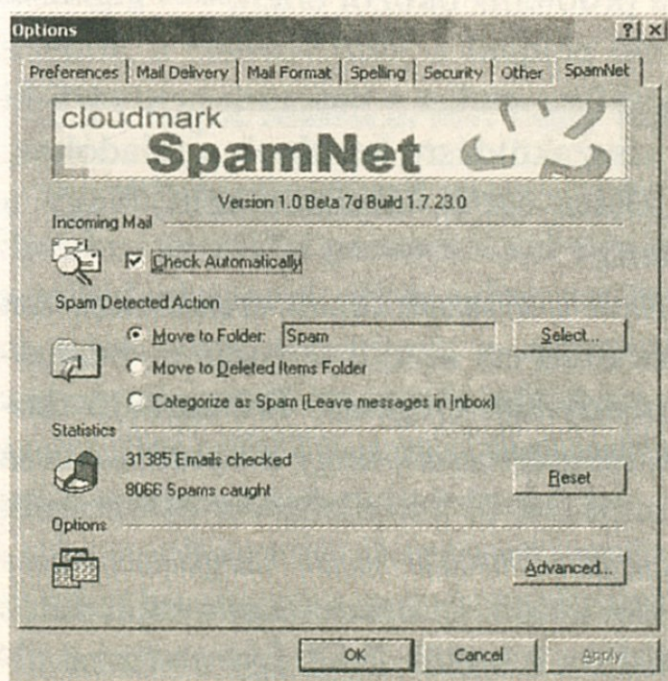 Options
Preferences Mail Delivery Mail Format Spelling Security Other SpamNet
cloudmark
SpamNet
Version 1.0 Beta 7d Build 1.7.23.0
Incoming Mail
Check Automatically
Spam Detected Action
Move to Folder: Spam Select...
Move to Deleted Items Folder
Categorize as Spam (Leave messages in Inbox)
Statistics
31385 Emails checked
8066 Spams caught
Reset
Options
Advanced...
OK Cancel Apply